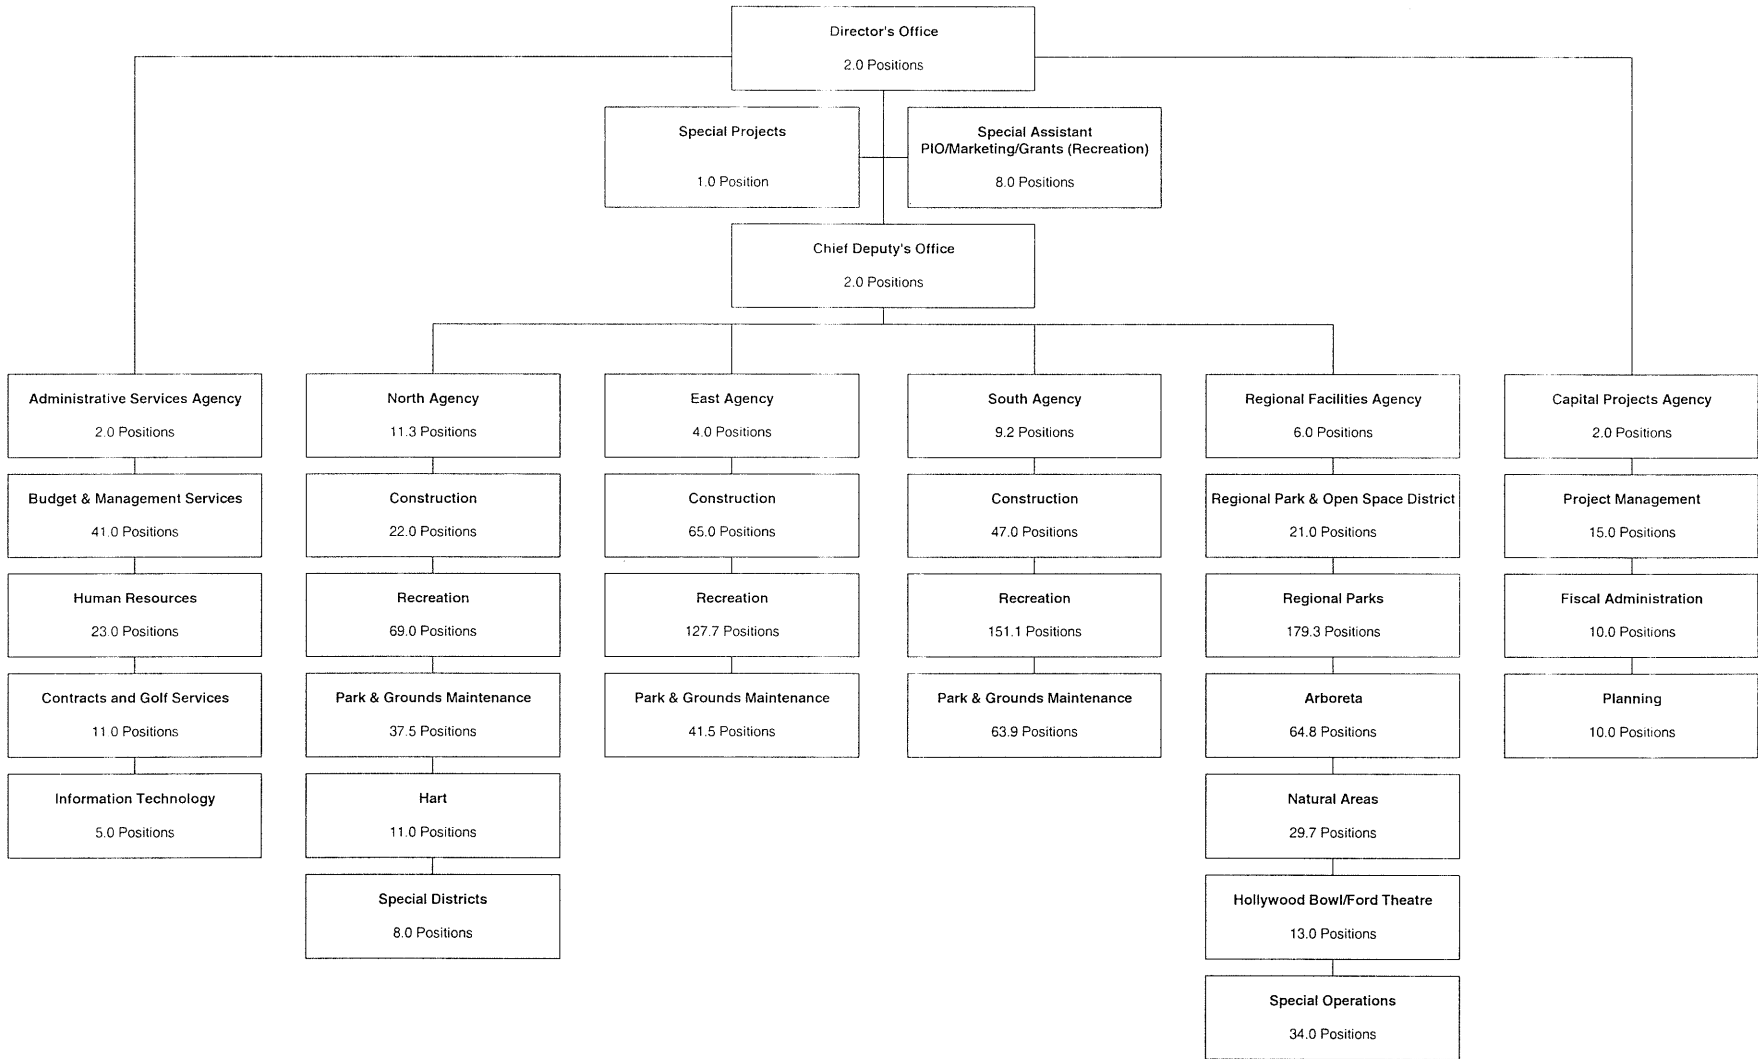 Director's Office
2.0 Positions
Special Projects
1.0 Position
Special Assistant
PIO/Marketing/Grants (Recreation)
8.0 Positions
Chief Deputy's Office
2.0 Positions
Administrative Services Agency
2.0 Positions
Budget & Management Services
41.0 Positions
Human Resources
23.0 Positions
Contracts and Golf Services
11.0 Positions
Information Technology
5.0 Positions
North Agency
11.3 Positions
Construction
22.0 Positions
Recreation
69.0 Positions
Park & Grounds Maintenance
37.5 Positions
Hart
11.0 Positions
Special Districts
8.0 Positions
East Agency
4.0 Positions
Construction
65.0 Positions
Recreation
127.7 Positions
Park & Grounds Maintenance
41.5 Positions
South Agency
9.2 Positions
Construction
47.0 Positions
Recreation
151.1 Positions
Park & Grounds Maintenance
63.9 Positions
Regional Facilities Agency
6.0 Positions
Regional Park & Open Space District
21.0 Positions
Regional Parks
179.3 Positions
Arboreta
64.8 Positions
Natural Areas
29.7 Positions
Hollywood Bowl/Ford Theatre
13.0 Positions
Special Operations
34.0 Positions
Capital Projects Agency
2.0 Positions
Project Management
15.0 Positions
Fiscal Administration
10.0 Positions
Planning
10.0 Positions